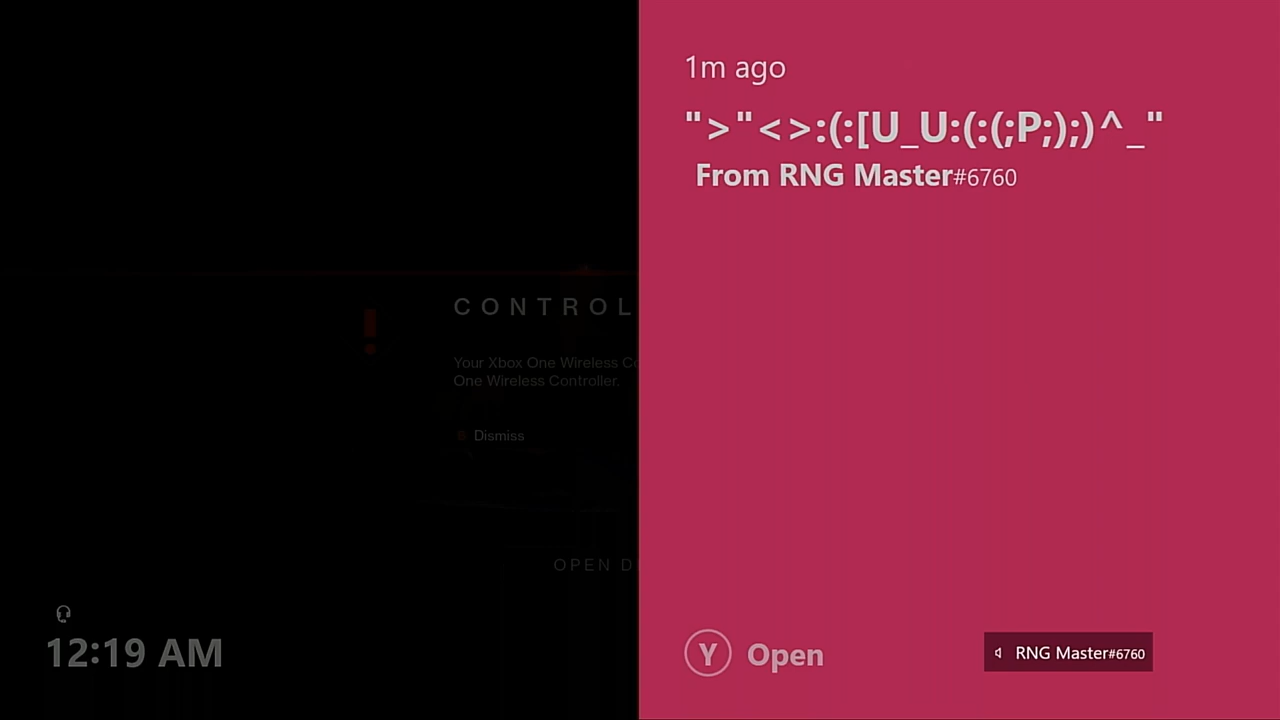 1m ago
">"<>:(:[U_U:(:(;P;);)^_"
From RNG Master#6760
CONTROL
Your Xbox One Wireless Co
One Wireless Controller.
Dismiss
OPEN D
12:19 AM
Y Open
RNG Master#6760